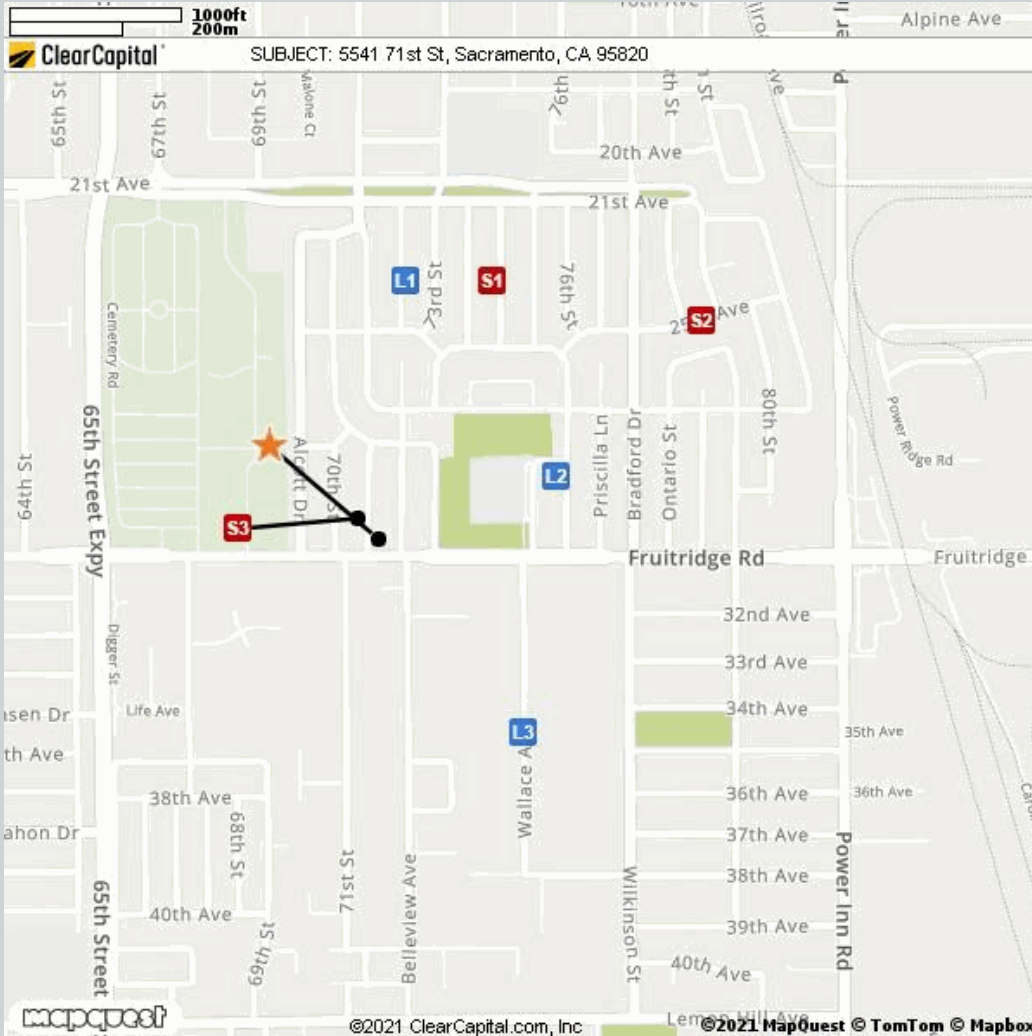 1000ft
200m
Alpine Ave
ClearCapital
SUBJECT: 5541 71st St, Sacramento, CA 95820
65th St
67th St
69th St
Malone Ct
76th
20th Ave
21st Ave
21st Ave
73rd St
76th St
L1
S1
S2
Cemetery Rd
65th Street Expy
64th St
Alcott Dr
70th St
Priscilla Ln
Bradford Dr
Ontario St
80th St
Power Ridge Rd
L2
S3
Fruitridge Rd
Fruitridge
32nd Ave
33rd Ave
34th Ave
35th Ave
36th Ave
36th Ave
37th Ave
38th Ave
39th Ave
40th Ave
Digger St
Life Ave
L3
Wallace A
38th Ave
68th St
40th Ave
69th St
71st St
Belleview Ave
Wilkinson St
Power Inn Rd
65th Street
Lemon Hill Ave
mapquest
©2021 ClearCapital.com, Inc
©2021 MapQuest © TomTom © Mapbox